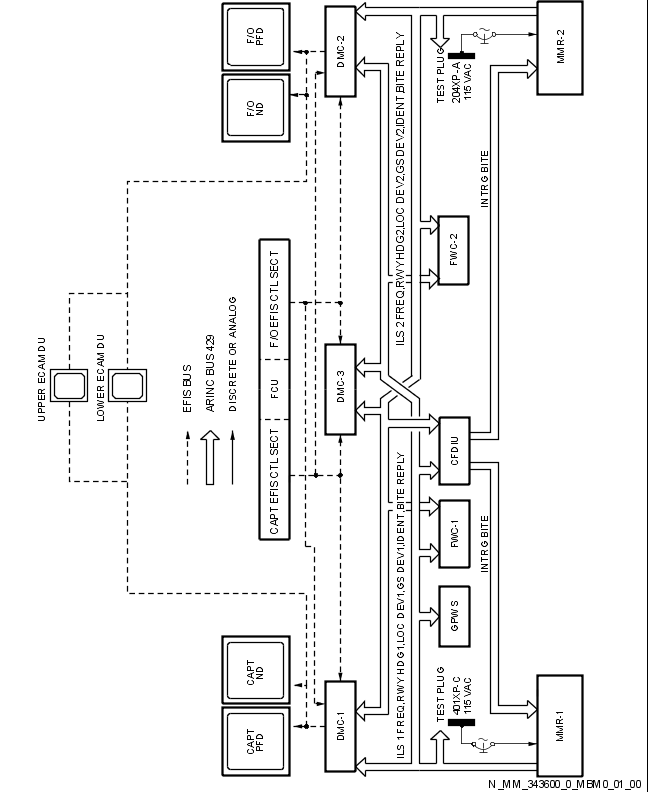 F/O
PFD
F/O
ND
DMC-2
TEST PLUG
204XP-A
115 VAC
MMR-2
INTRG BITE
ILS 2 FREQ,RWY HDG2,LOC DEV2,GS DEV2,IDENT,BITE REPLY
FWC-2
UPPER ECAM DU
LOWER ECAM DU
EFIS BUS
ARINC BUS 429
DISCRETE OR ANALOG
F/O EFIS CTL SECT
FCU
CAPT EFIS CTL SECT
DMC-3
CFDIU
FWC-1
GPWS
INTRG BITE
ILS 1 FREQ,RWY HDG1,LOC DEV1,GS DEV1,IDENT,BITE REPLY
CAPT
ND
CAPT
PFD
DMC-1
TEST PLUG
401XP-C
115 VAC
MMR-1
N_MM_343600_0_MBM0_01_00